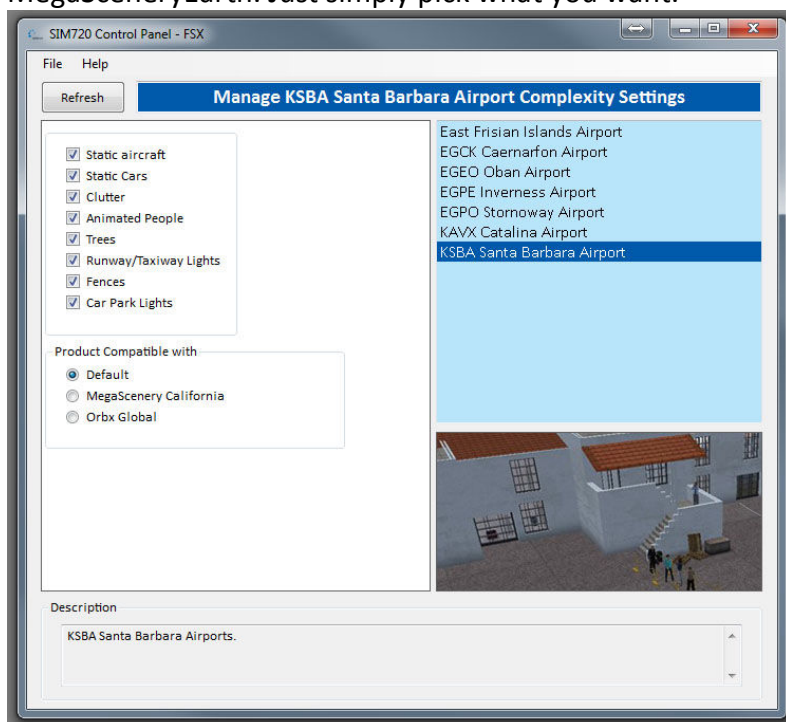 MegaSceneryEarth. Just simply pick what you want.
SIM720 Control Panel - FSX
File Help
Refresh
Manage KSBA Santa Barbara Airport Complexity Settings
Static aircraft
Static Cars
Clutter
Animated People
Trees
Runway/Taxiway Lights
Fences
Car Park Lights
Product Compatible with
Default
MegaScenery California
Orbx Global
East Frisian Islands Airport
EGCK Caernarfon Airport
EGEO Oban Airport
EGPE Inverness Airport
EGPO Stornoway Airport
KAVX Catalina Airport
KSBA Santa Barbara Airport
Description
KSBA Santa Barbara Airports.